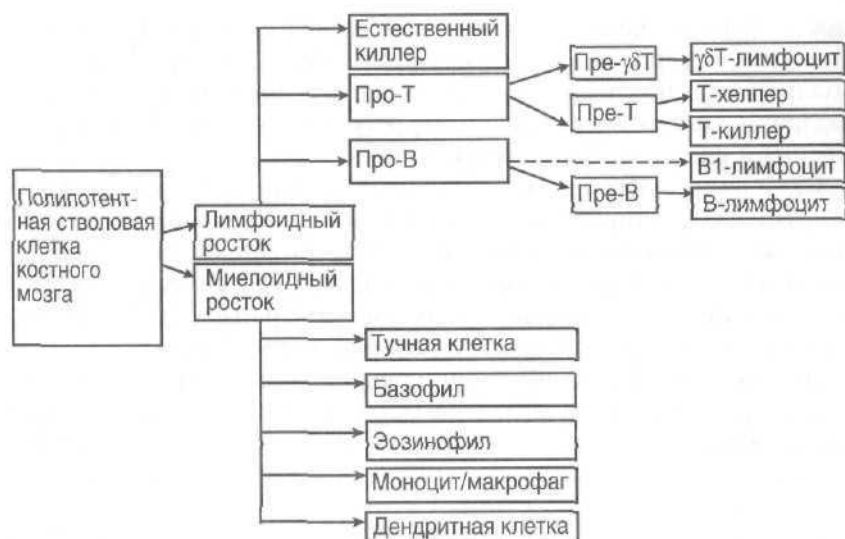 Полипотент-
ная стволовая
клетка
костного
мозга
Лимфоидный
росток
Миелоидный
росток
Естественный
киллер
Про-Т
Про-В
Пре-γδТ
Пре-Т
Пре-В
γδТ-лимфоцит
Т-хелпер
Т-киллер
В1-лимфоцит
В-лимфоцит
Тучная клетка
Базофил
Эозинофил
Моноцит/макрофаг
Дендритная клетка